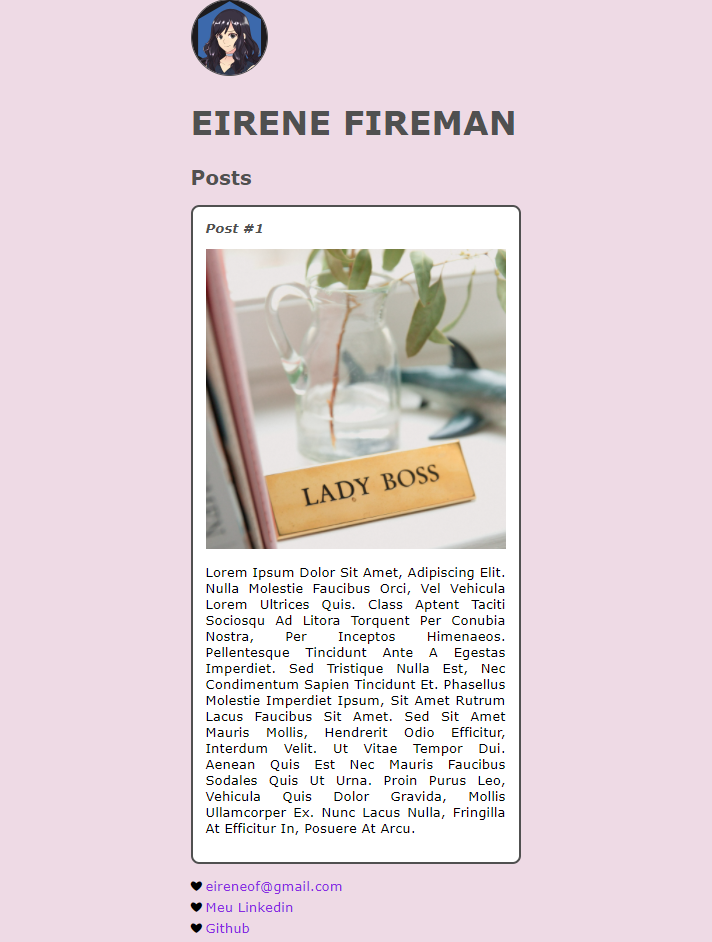 EIRENE FIREMAN
Posts
Post #1
LADY BOSS
Lorem Ipsum Dolor Sit Amet, Adipiscing Elit.
Nulla Molestie Faucibus Orci, Vel Vehicula
Lorem Ultrices Quis. Class Aptent Taciti
Sociosqu Ad Litora Torquent Per Conubia
Nostra, Per Inceptos Himenaeos.
Pellentesque Tincidunt Ante A Egestas
Imperdiet. Sed Tristique Nulla Est, Nec
Condimentum Sapien Tincidunt Et. Phasellus
Molestie Imperdiet Ipsum, Sit Amet Rutrum
Lacus Faucibus Sit Amet. Sed Sit Amet
Mauris Mollis, Hendrerit Odio Efficitur,
Interdum Velit. Ut Vitae Tempor Dui.
Aenean Quis Est Nec Mauris Faucibus
Sodales Quis Ut Urna. Proin Purus Leo,
Vehicula Quis Dolor Gravida, Mollis
Ullamcorper Ex. Nunc Lacus Nulla, Fringilla
At Efficitur In, Posuere At Arcu.
eireneof@gmail.com
Meu Linkedin
Github